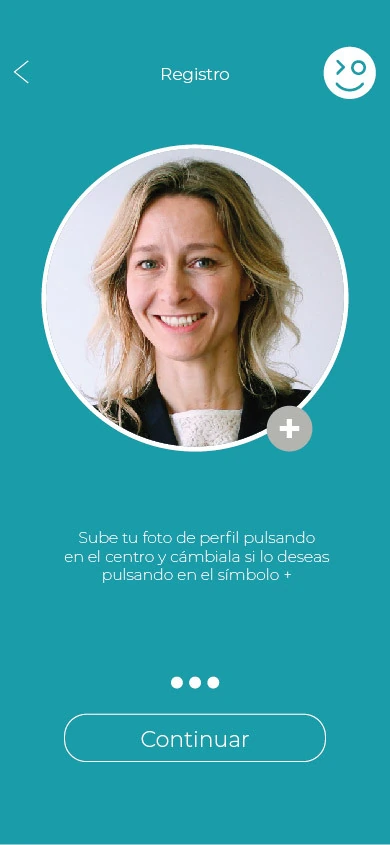 Registro
Sube tu foto de perfil pulsando
en el centro y cámbiala si lo deseas
pulsando en el símbolo +
Continuar